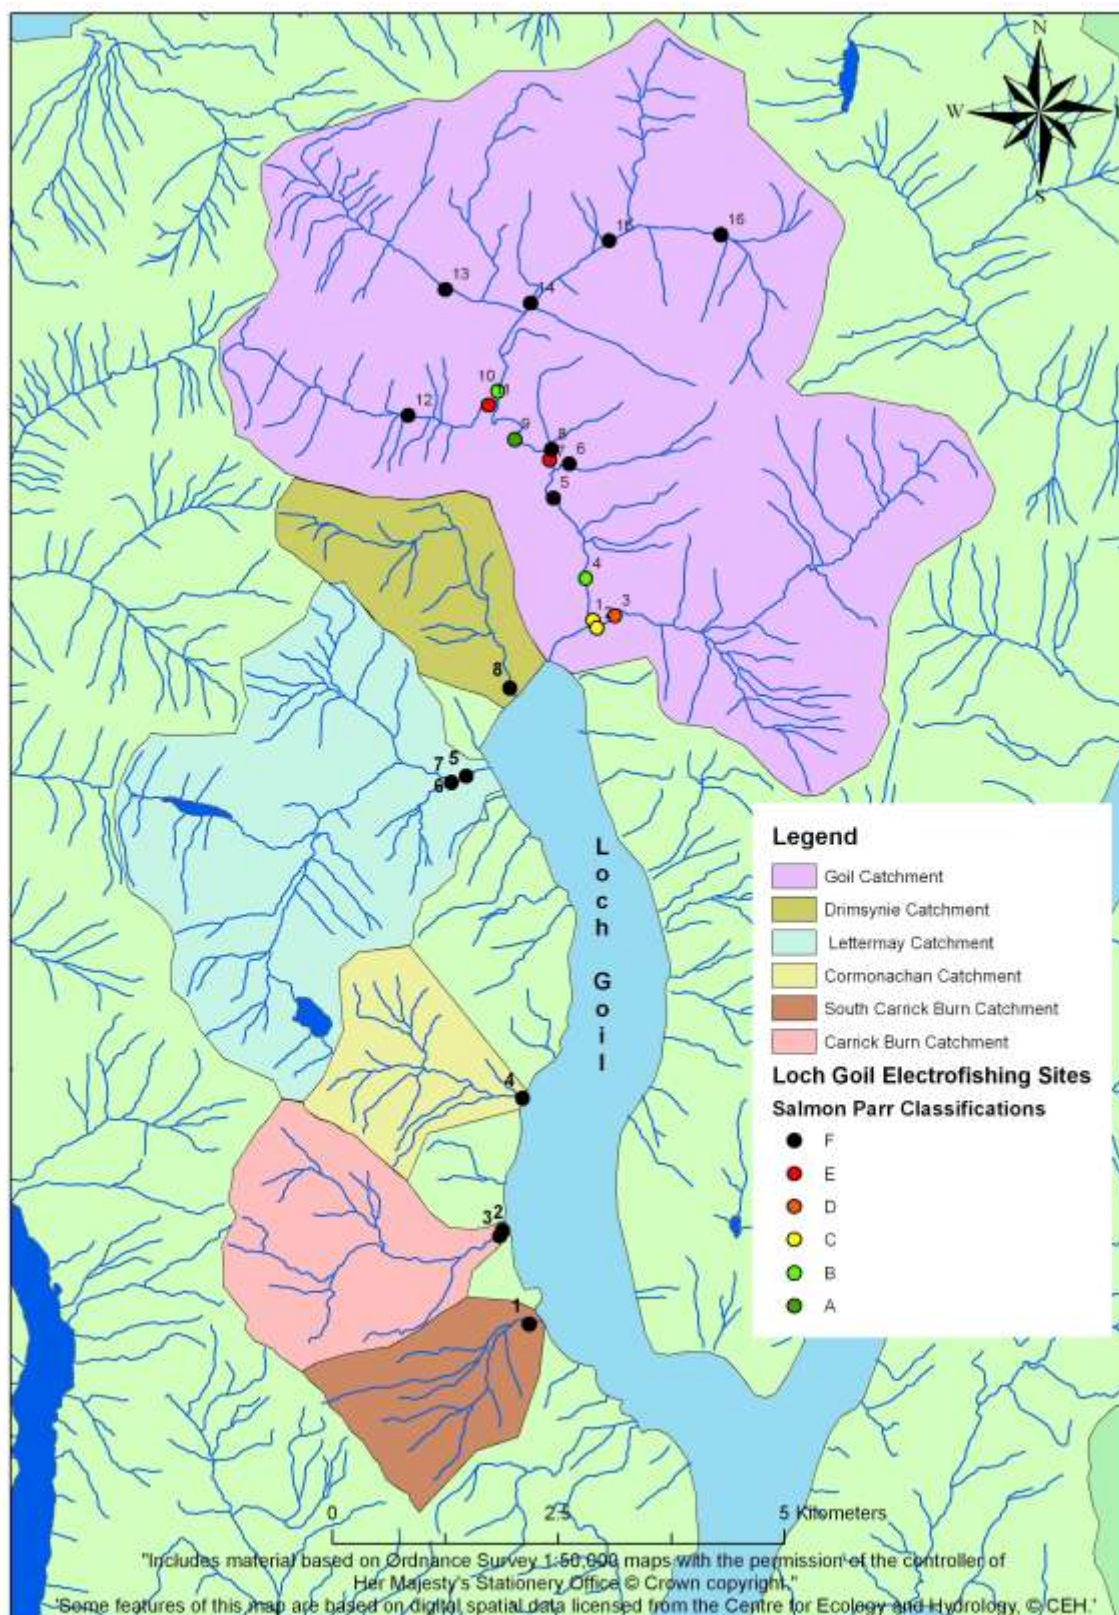 N
W
S
15
16
13
14
10
11
12
9
8
7
6
5
4
1
2
3
8
7 5
6
4
3 2
1
Loch Goil
Legend
Goil Catchment
Drimsynie Catchment
Lettermay Catchment
Cormonachan Catchment
South Carrick Burn Catchment
Carrick Burn Catchment
Loch Goil Electrofishing Sites
Salmon Parr Classifications
F
E
D
C
B
A
0 2.5 5 Kilometers
"Includes material based on Ordnance Survey 1:50,000 maps with the permission of the controller of
Her Majesty's Stationery Office © Crown copyright."
'Some features of this map are based on digital spatial data licensed from the Centre for Ecology and Hydrology, © CEH.'